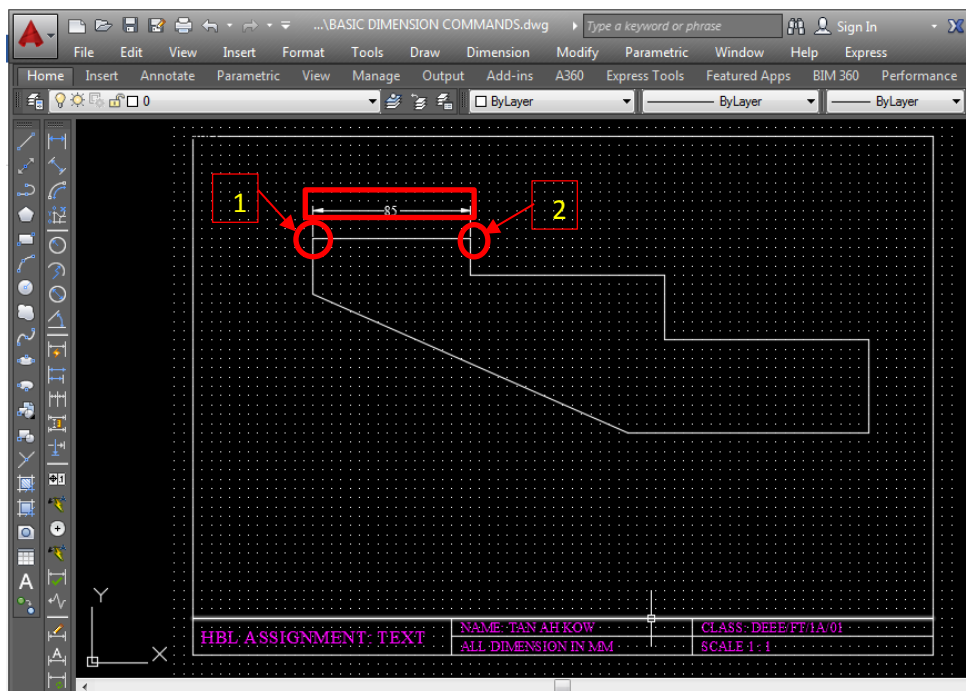 ...\BASIC DIMENSION COMMANDS.dwg Type a keyword or phrase Sign In
File Edit View Insert Format Tools Draw Dimension Modify Parametric Window Help Express
Home Insert Annotate Parametric View Manage Output Add-ins A360 Express Tools Featured Apps BIM 360 Performance
0 ByLayer ByLayer ByLayer
1 2
85
Y
X
HBL ASSIGNMENT: TEXT
NAME: TAN AH KOW
CLASS: DEEE/FT/1A/01
ALL DIMENSION IN MM
SCALE 1 : 1
A